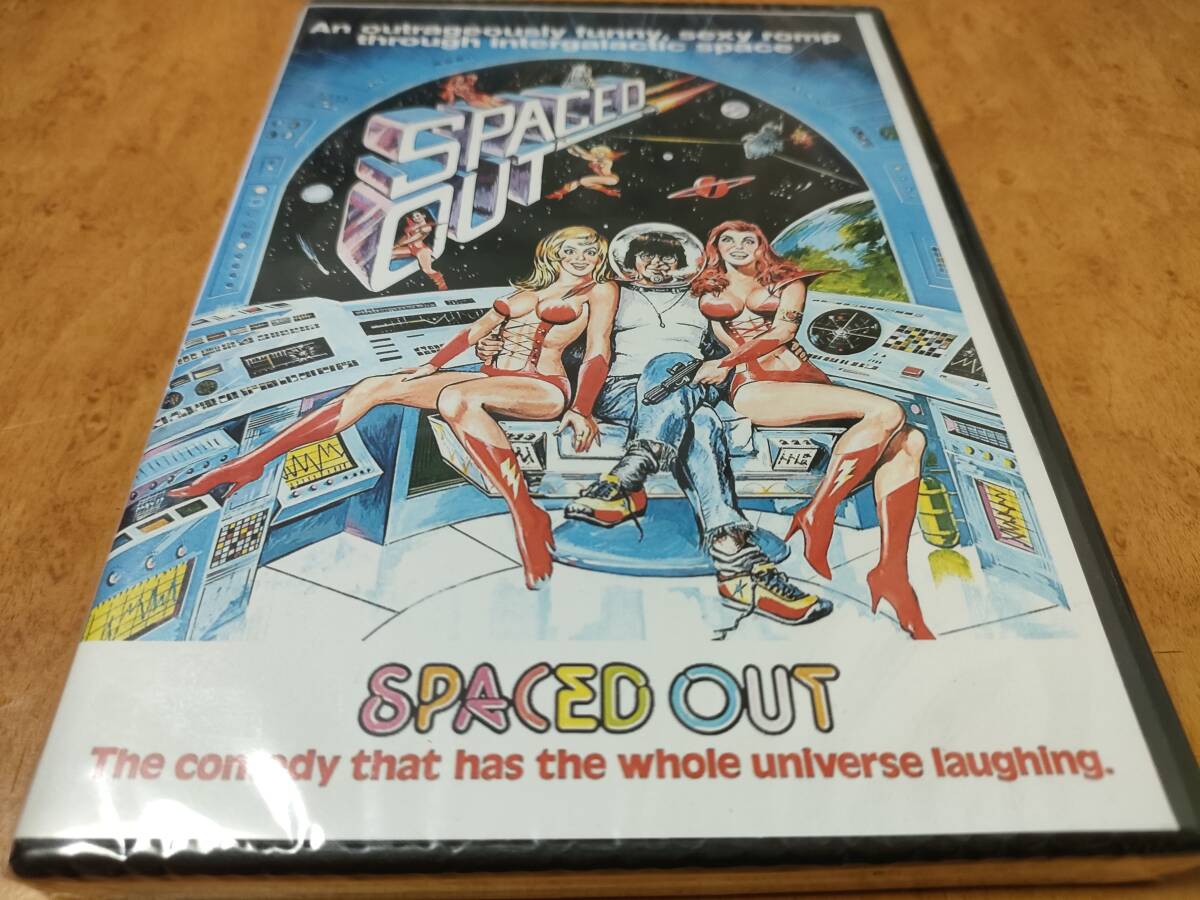 An outrageously funny, sexy romp
through intergalactic space
SPACED
OUT
SPACED OUT
The comedy that has the whole universe laughing.